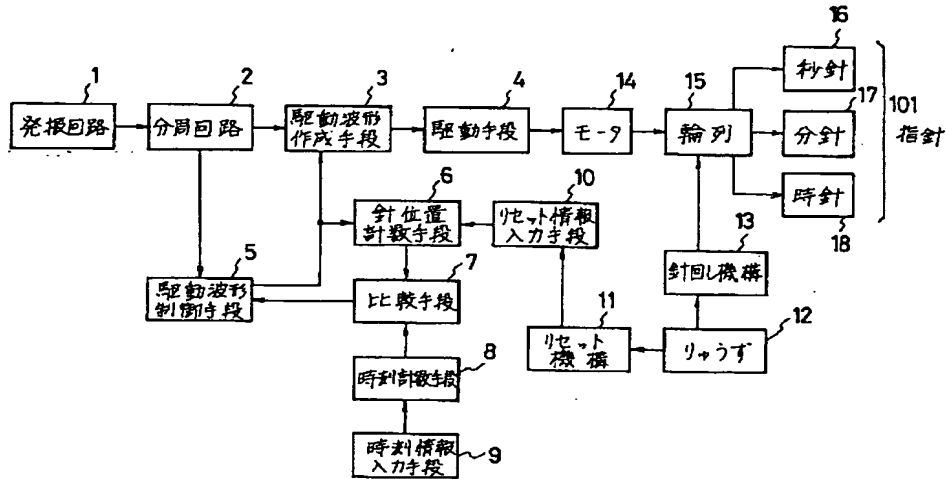 16
秒針
1
2
3
4
14
15
17
101
発振回路
分周回路
駆動波形
作成手段
駆動手段
モータ
輪列
分針
指針
6
10
時針
針位置
計数手段
リセット情報
入力手段
13
18
5
7
針回し機構
駆動波形
制御手段
比較手段
11
12
8
リセット
機構
りゅうず
時刻計数手段
時刻情報
入力手段
9